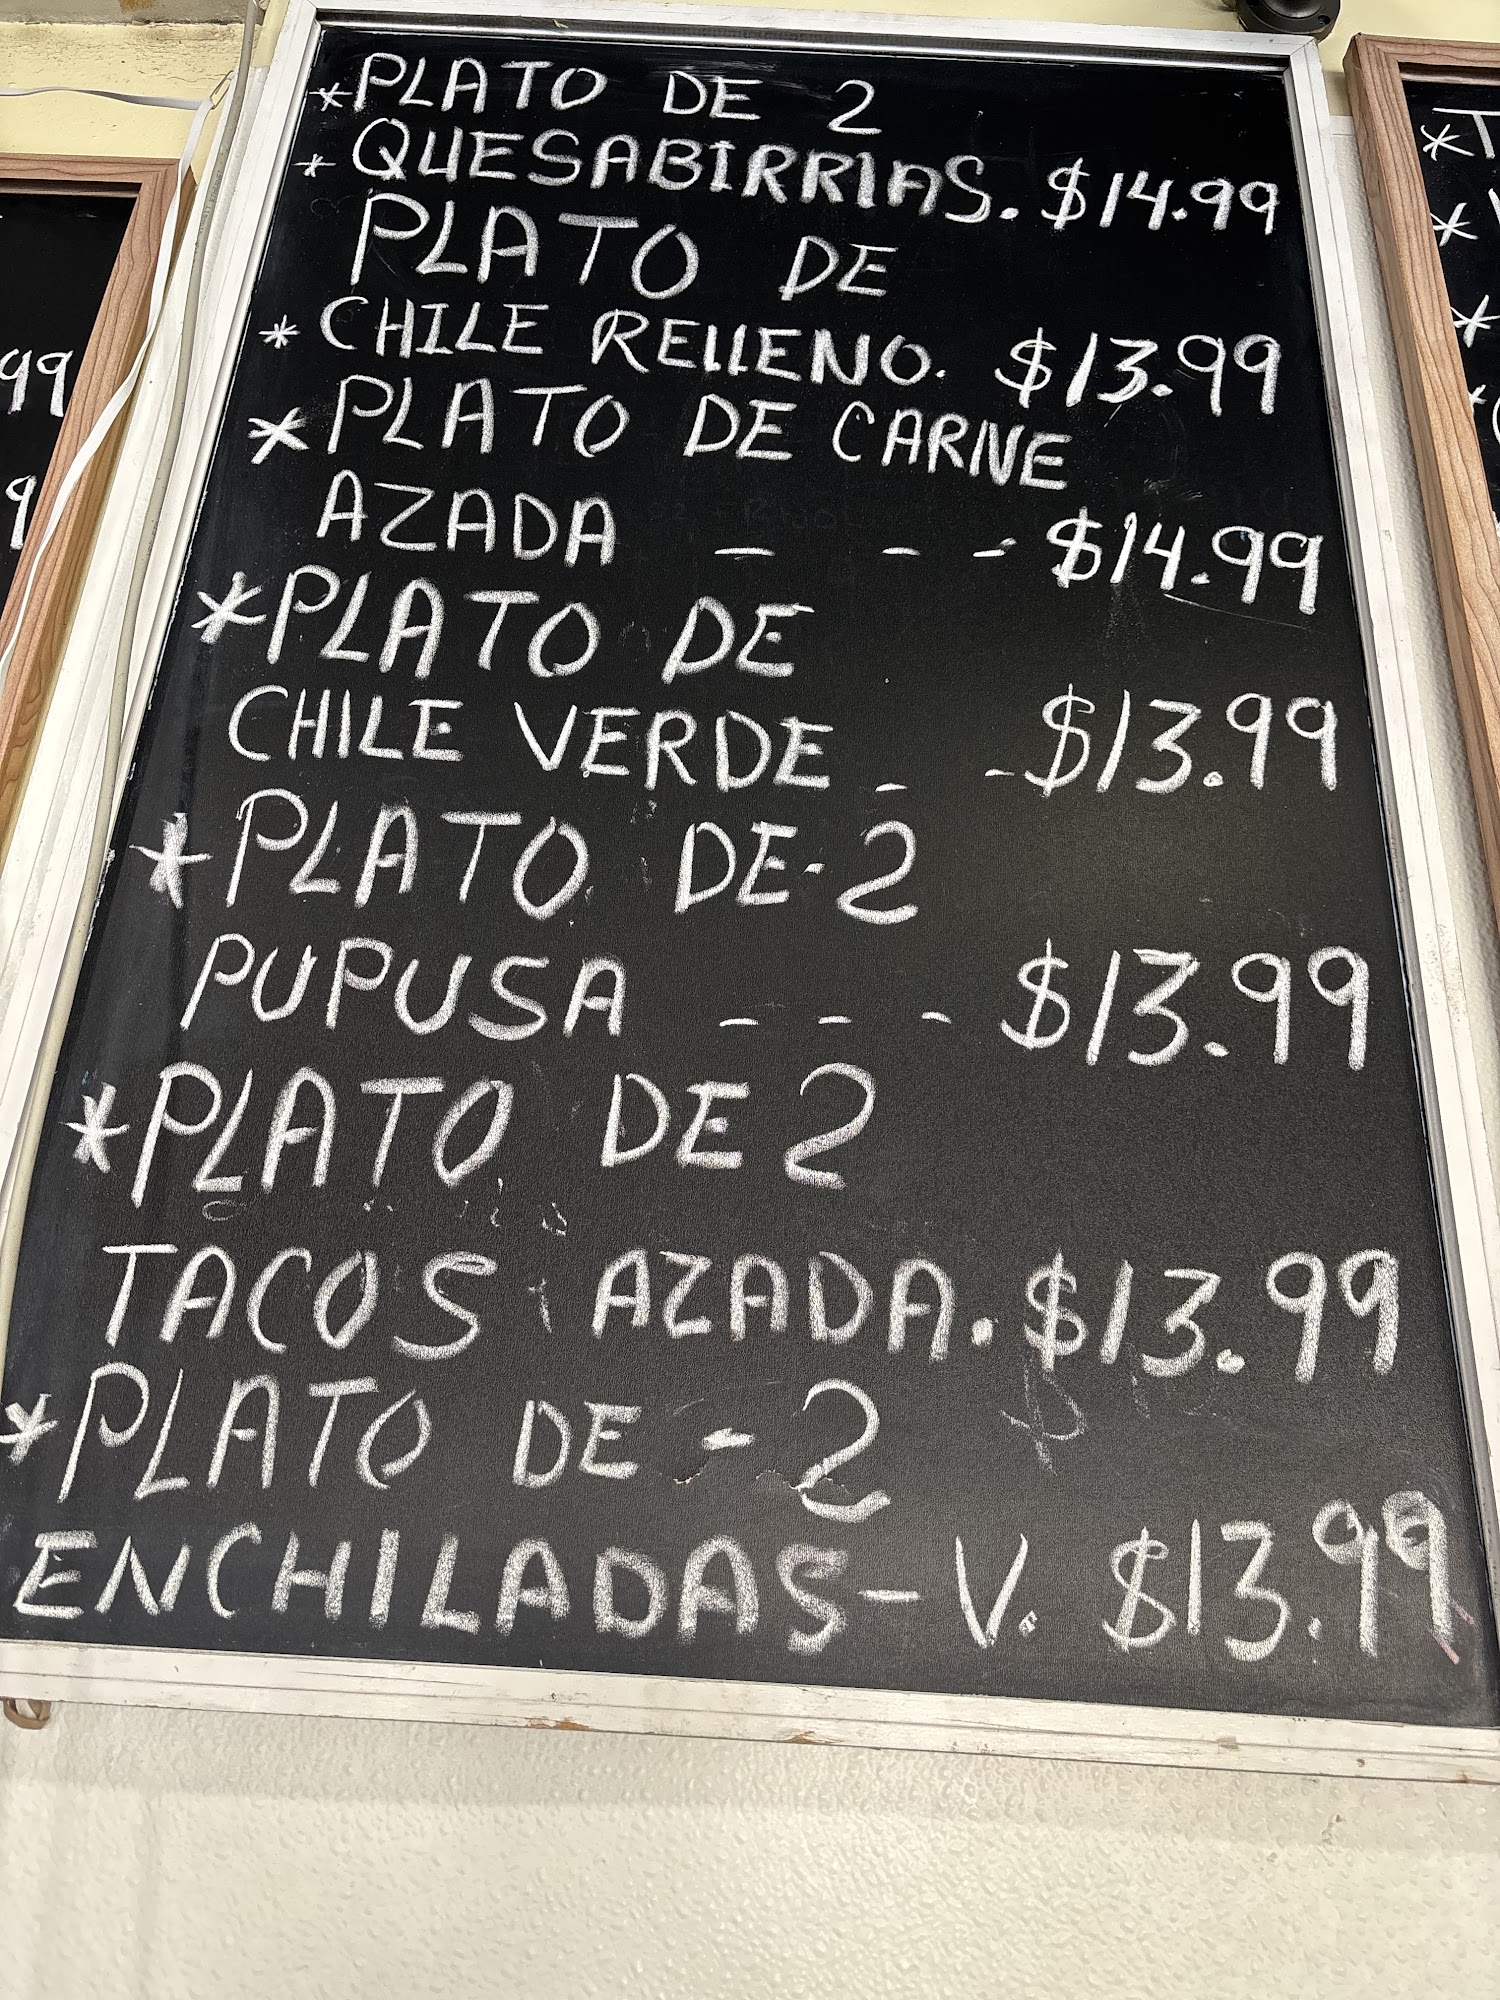 *PLATO DE 2
*QUESABIRRIAS. $14.99
PLATO DE
*CHILE RELLENO. $13.99
*PLATO DE CARNE
AZADA - - - $14.99
*PLATO DE
CHILE VERDE - - $13.99
*PLATO DE - 2
PUPUSA - - - $13.99
*PLATO DE 2
TACOS AZADA. $13.99
*PLATO DE - 2
ENCHILADAS - V. $13.99
99
9
*T
*
*
*